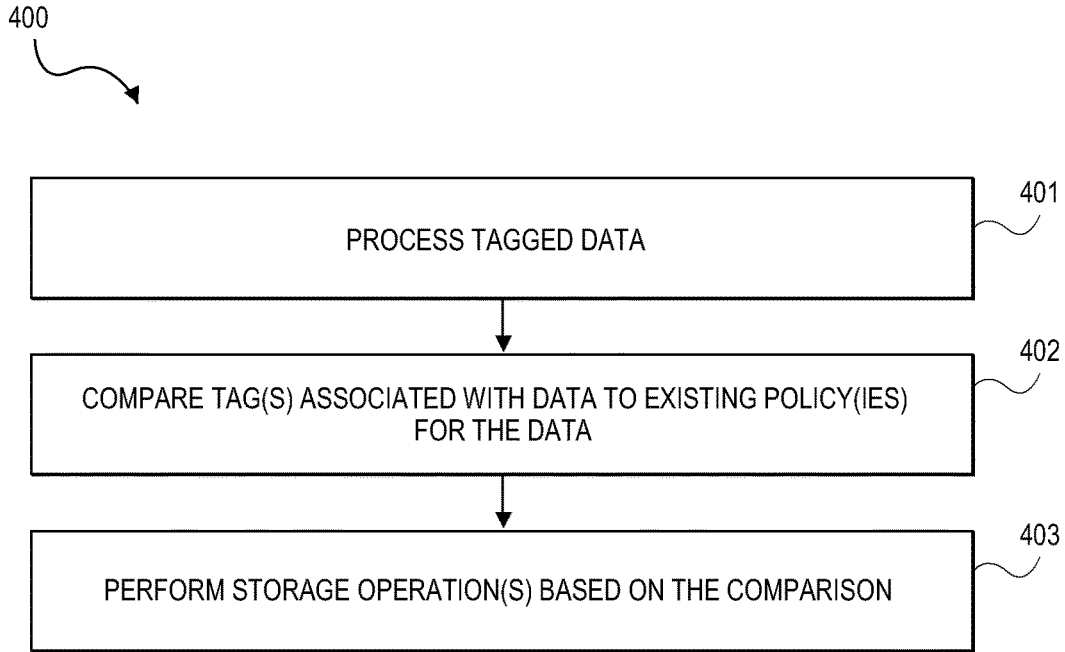 400
401
PROCESS TAGGED DATA
402
COMPARE TAG(S) ASSOCIATED WITH DATA TO EXISTING POLICY(IES)
FOR THE DATA
403
PERFORM STORAGE OPERATION(S) BASED ON THE COMPARISON